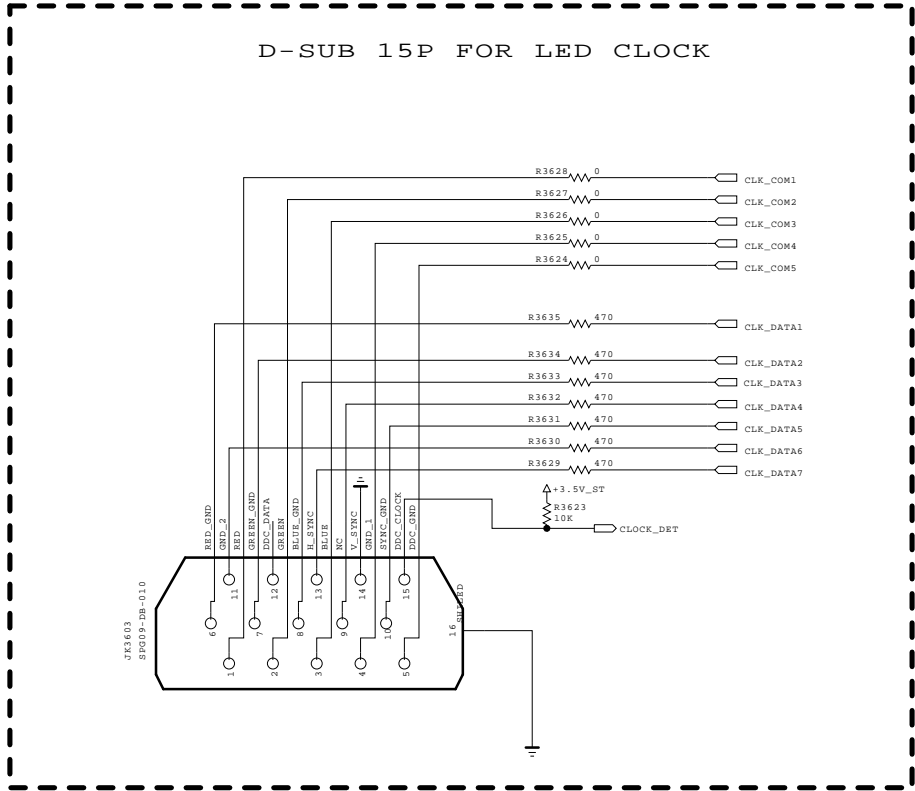 D-SUB 15P FOR LED CLOCK
R3628 0 CLK_COM1
R3627 0 CLK_COM2
R3626 0 CLK_COM3
R3625 0 CLK_COM4
R3624 0 CLK_COM5
R3635 470 CLK_DATA1
R3634 470 CLK_DATA2
R3633 470 CLK_DATA3
R3632 470 CLK_DATA4
R3631 470 CLK_DATA5
R3630 470 CLK_DATA6
R3629 470 CLK_DATA7
+3.5V_ST
R3623
10K
CLOCK_DET
RED_GND
GND_2
RED
GREEN_GND
DDC_DATA
GREEN
BLUE_GND
H_SYNC
BLUE
NC
V_SYNC
GND_1
SYNC_GND
DDC_CLOCK
DDC_GND
11
12
13
14
15
6
7
8
9
10
16
SHILED
1
2
3
4
5
JK3603
SPG09-DB-010